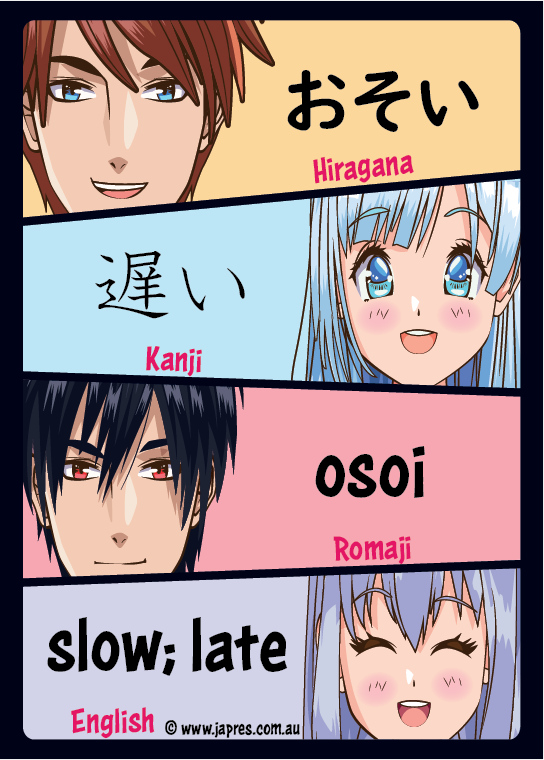 おそい
Hiragana
遅い
Kanji
osoi
Romaji
slow; late
English © www.japres.com.au